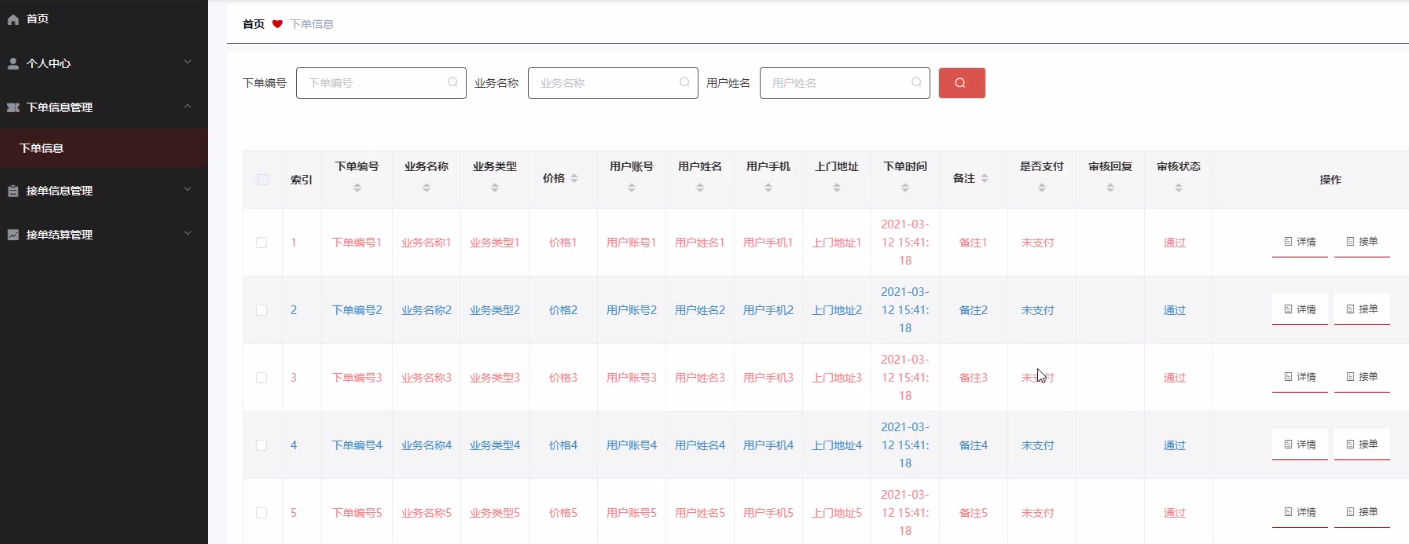 首页
个人中心
下单信息管理
下单信息
接单信息管理
接单结算管理
首页 下单信息
下单编号 下单编号 业务名称 业务名称 用户姓名 用户姓名
索引 下单编号 业务名称 业务类型 价格 用户账号 用户姓名 用户手机 上门地址 下单时间 备注 是否支付 审核回复 审核状态 操作
1 下单编号1 业务名称1 业务类型1 价格1 用户账号1 用户姓名1 用户手机1 上门地址1 2021-03-12 15:41:18 备注1 未支付 通过 详情 接单
2 下单编号2 业务名称2 业务类型2 价格2 用户账号2 用户姓名2 用户手机2 上门地址2 2021-03-12 15:41:18 备注2 未支付 通过 详情 接单
3 下单编号3 业务名称3 业务类型3 价格3 用户账号3 用户姓名3 用户手机3 上门地址3 2021-03-12 15:41:18 备注3 未支付 通过 详情 接单
4 下单编号4 业务名称4 业务类型4 价格4 用户账号4 用户姓名4 用户手机4 上门地址4 2021-03-12 15:41:18 备注4 未支付 通过 详情 接单
5 下单编号5 业务名称5 业务类型5 价格5 用户账号5 用户姓名5 用户手机5 上门地址5 2021-03-12 15:41:18 备注5 未支付 通过 详情 接单